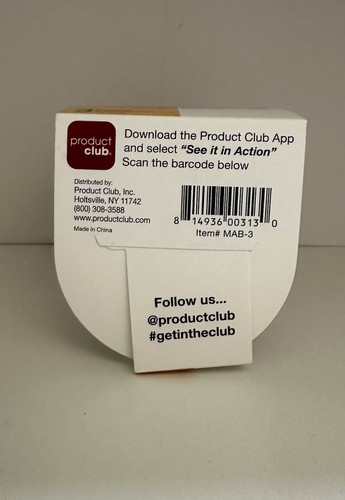 product
club.
Download the Product Club App
and select "See it in Action"
Scan the barcode below
Distributed by:
Product Club, Inc.
Holtsville, NY 11742
(800) 308-3588
www.productclub.com
Made in China
8 14936 00313 0
Item# MAB-3
Follow us...
@productclub
#getintheclub